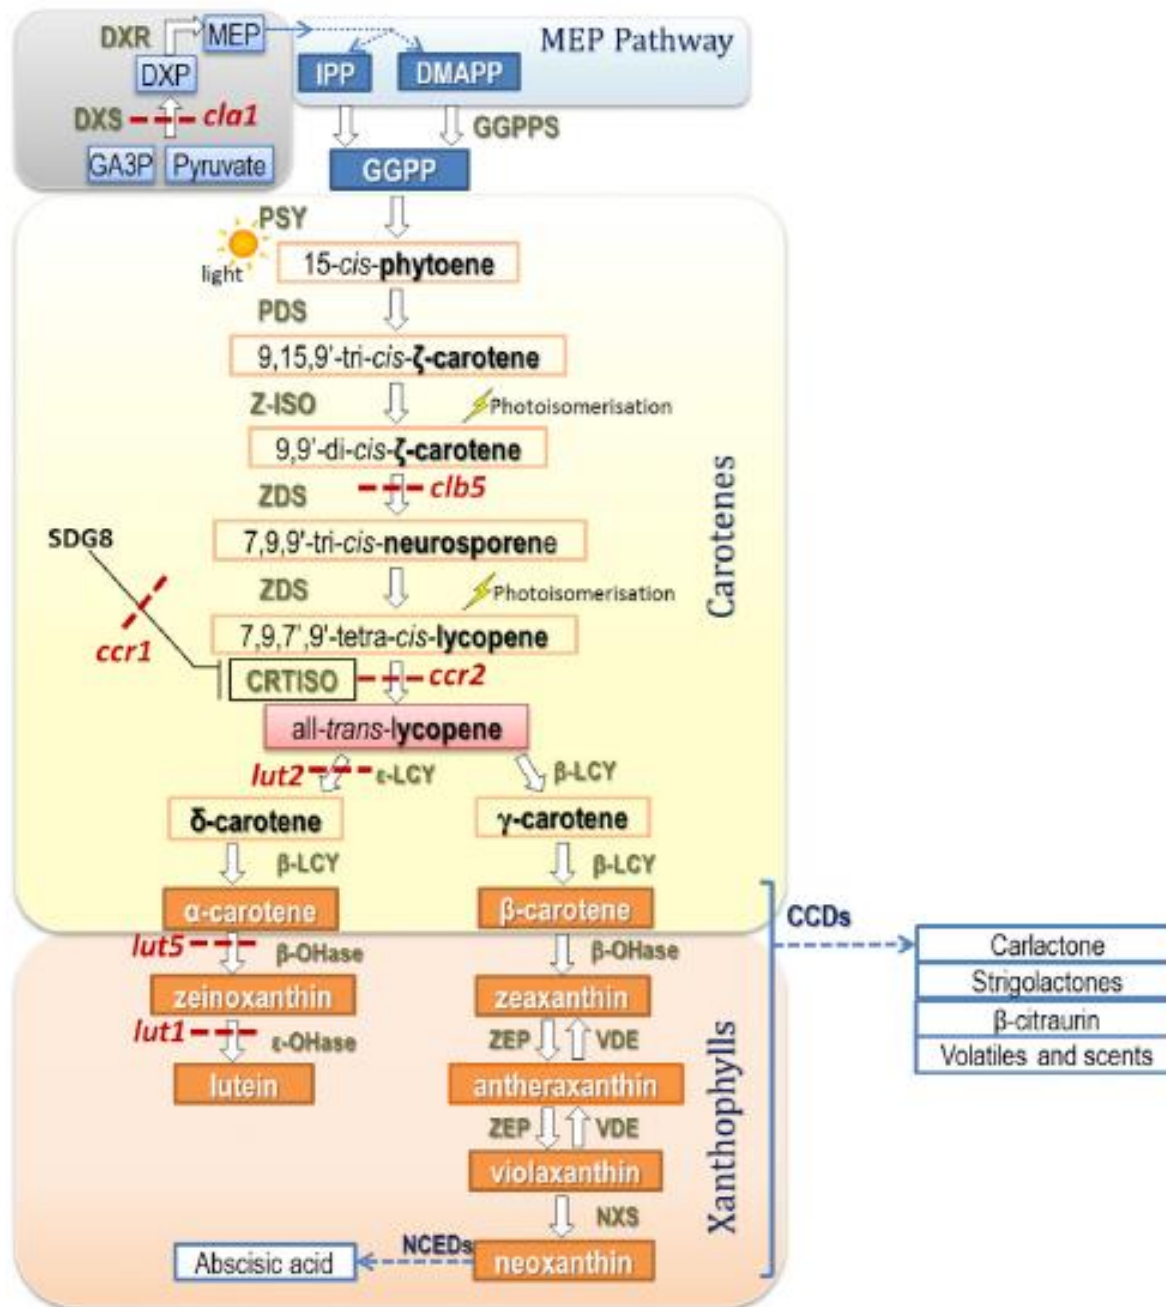 DXR
MEP
MEP Pathway
DXP
IPP
DMAPP
DXS
cla1
GGPPS
GA3P
Pyruvate
GGPP
PSY
light
15-cis-phytoene
PDS
9,15,9'-tri-cis-ζ-carotene
Z-ISO
Photoisomerisation
9,9'-di-cis-ζ-carotene
clb5
ZDS
SDG8
7,9,9'-tri-cis-neurosporene
ZDS
Photoisomerisation
7,9,7',9'-tetra-cis-lycopene
ccr1
CRTISO
ccr2
all-trans-lycopene
lut2
ε-LCY
β-LCY
δ-carotene
γ-carotene
β-LCY
β-LCY
Carotenes
α-carotene
β-carotene
CCDs
lut5
β-OHase
β-OHase
Carlactone
zeinoxanthin
zeaxanthin
Strigolactones
β-citraurin
lut1
ε-OHase
ZEP
VDE
Volatiles and scents
lutein
antheraxanthin
ZEP
VDE
violaxanthin
Xanthophylls
NXS
Abscisic acid
NCEDs
neoxanthin